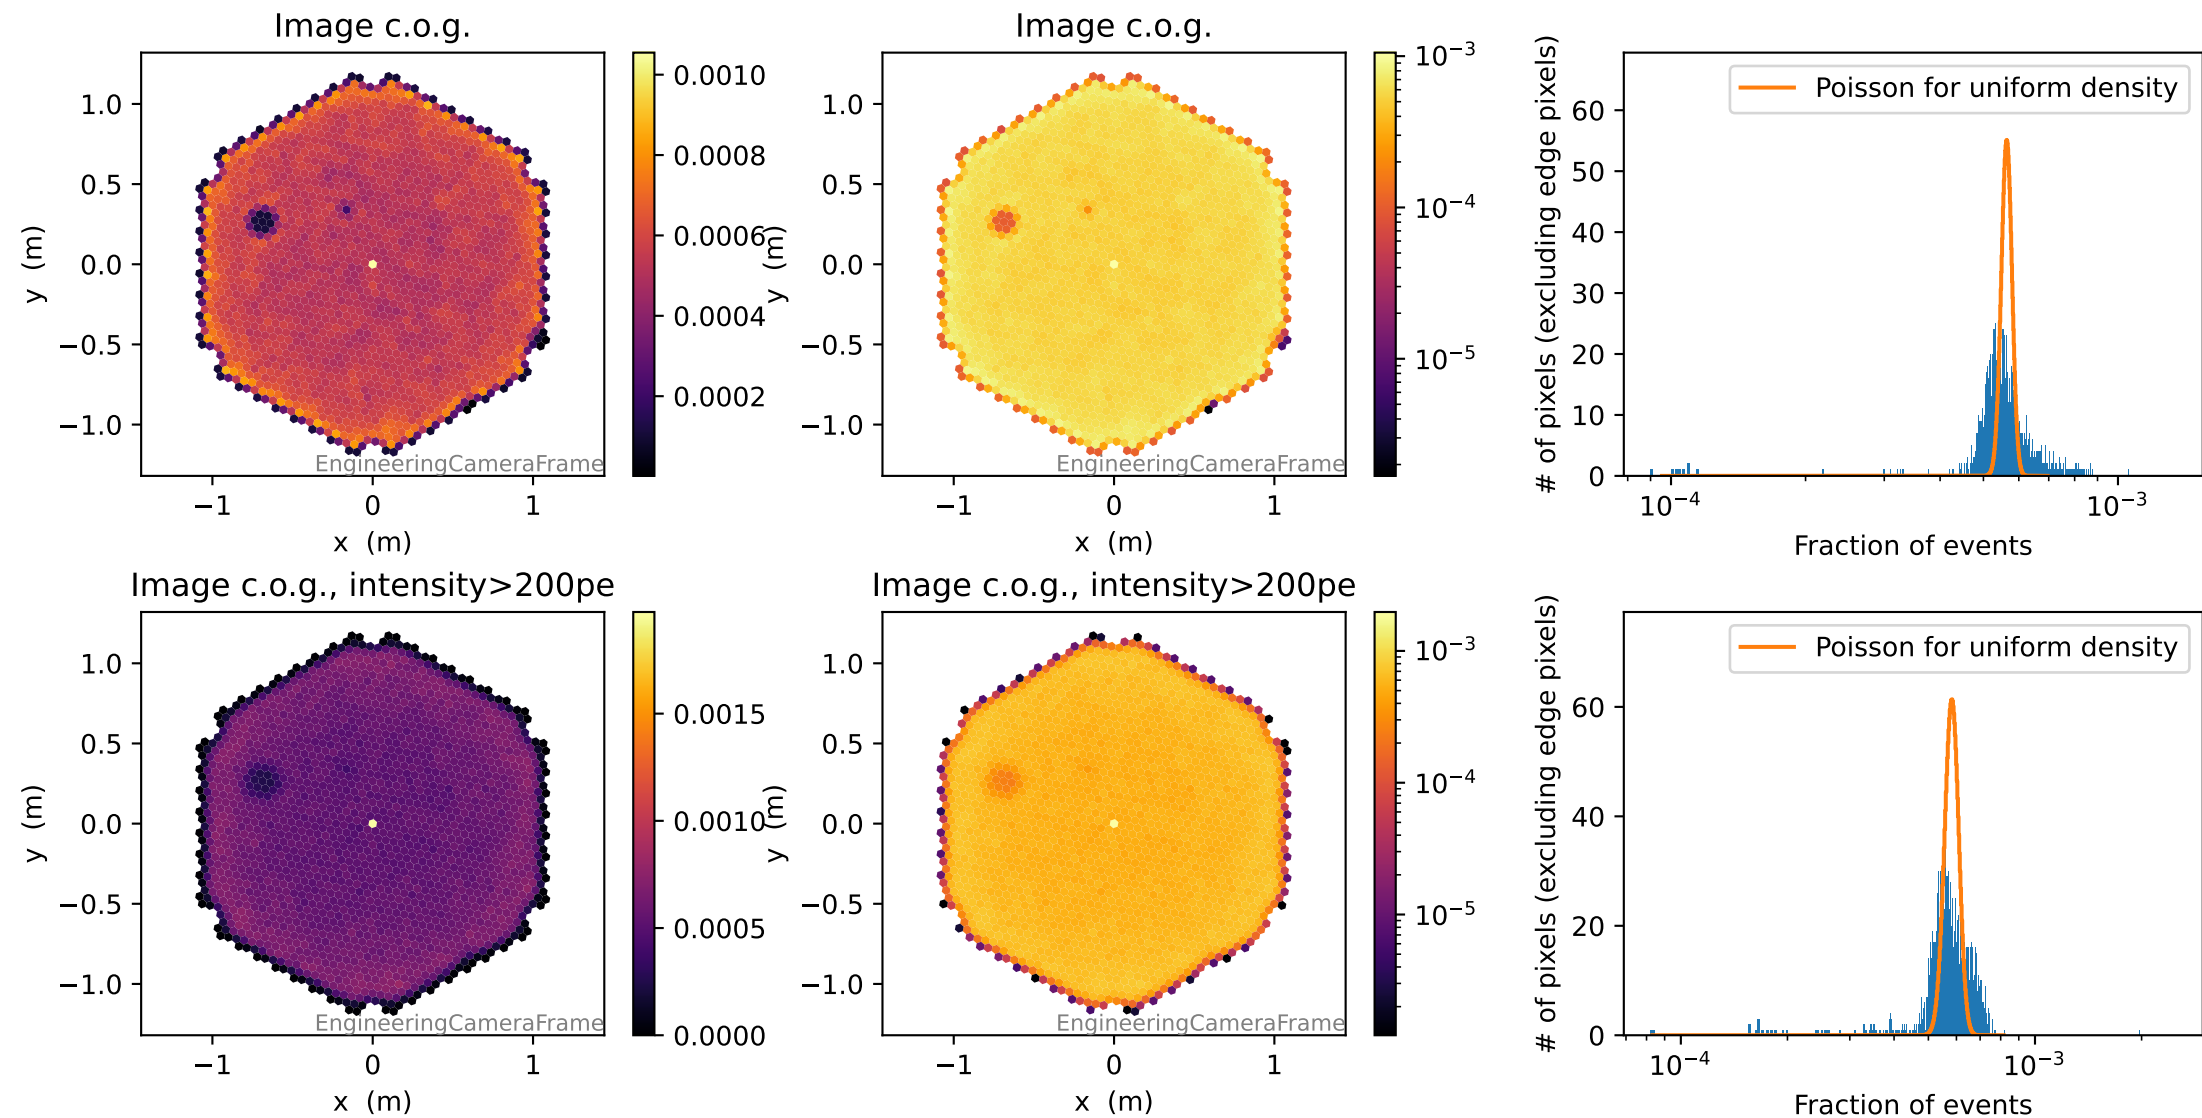 Image c.o.g.
y (m)
1.0
0.5
0.0
−0.5
−1.0
−1 0 1
x (m)
EngineeringCameraFrame
0.0010
0.0008
0.0006
0.0004
0.0002
Image c.o.g.
y (m)
1.0
0.5
0.0
−0.5
−1.0
−1 0 1
x (m)
EngineeringCameraFrame
10⁻³
10⁻⁴
10⁻⁵
# of pixels (excluding edge pixels)
60
50
40
30
20
10
0
Poisson for uniform density
10⁻⁴ 10⁻³
Fraction of events
Image c.o.g., intensity>200pe
y (m)
1.0
0.5
0.0
−0.5
−1.0
−1 0 1
x (m)
EngineeringCameraFrame
0.0015
0.0010
0.0005
0.0000
Image c.o.g., intensity>200pe
y (m)
1.0
0.5
0.0
−0.5
−1.0
−1 0 1
x (m)
EngineeringCameraFrame
10⁻³
10⁻⁴
10⁻⁵
# of pixels (excluding edge pixels)
60
40
20
0
Poisson for uniform density
10⁻⁴ 10⁻³
Fraction of events